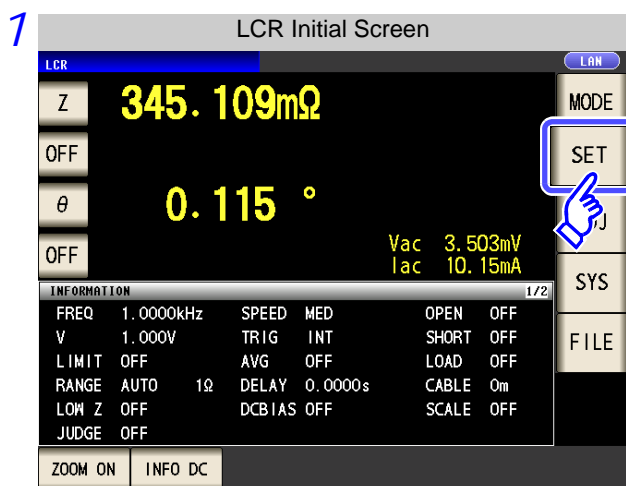 1
LCR Initial Screen
LCR
LAN
Z
345.109mΩ
MODE
OFF
SET
θ
0.115 °
OFF
Vac 3.503mV
Iac 10.15mA
SYS
INFORMATION
1/2
FREQ 1.0000kHz SPEED MED OPEN OFF
V 1.000V TRIG INT SHORT OFF
FILE
LIMIT OFF AVG OFF LOAD OFF
RANGE AUTO 1Ω DELAY 0.0000s CABLE 0m
LOW Z OFF DCBIAS OFF SCALE OFF
JUDGE OFF
ZOOM ON INFO DC